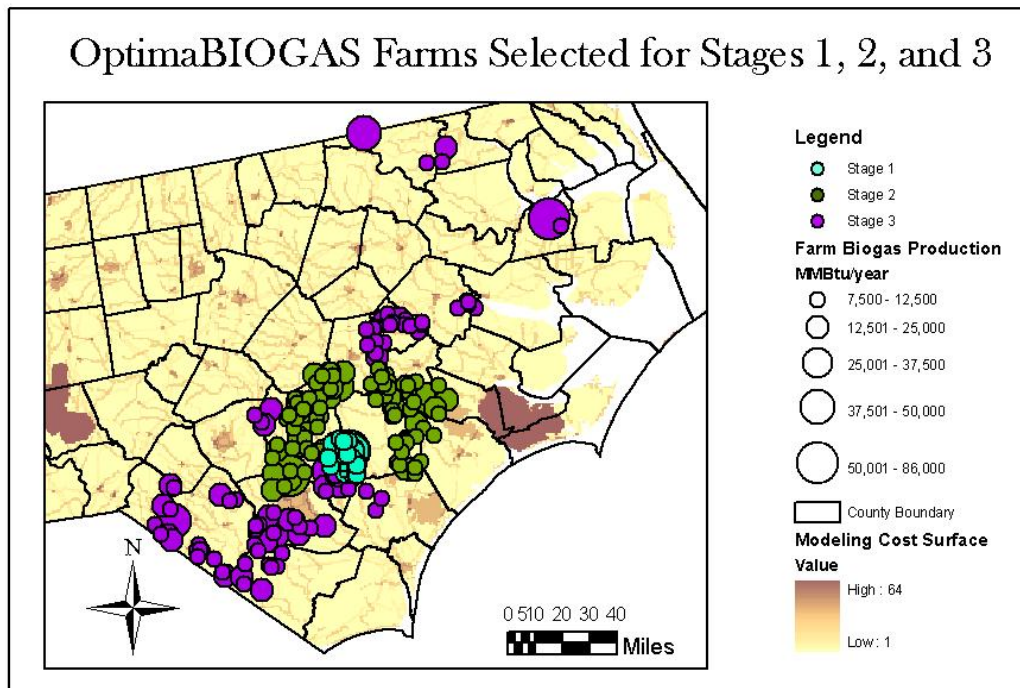 OptimaBIOGAS Farms Selected for Stages 1, 2, and 3
Legend
Stage 1
Stage 2
Stage 3
Farm Biogas Production
MMBtu/year
7,500 - 12,500
12,501 - 25,000
25,001 - 37,500
37,501 - 50,000
50,001 - 86,000
County Boundary
Modeling Cost Surface
Value
High : 64
Low : 1
N
0 5 10 20 30 40
Miles